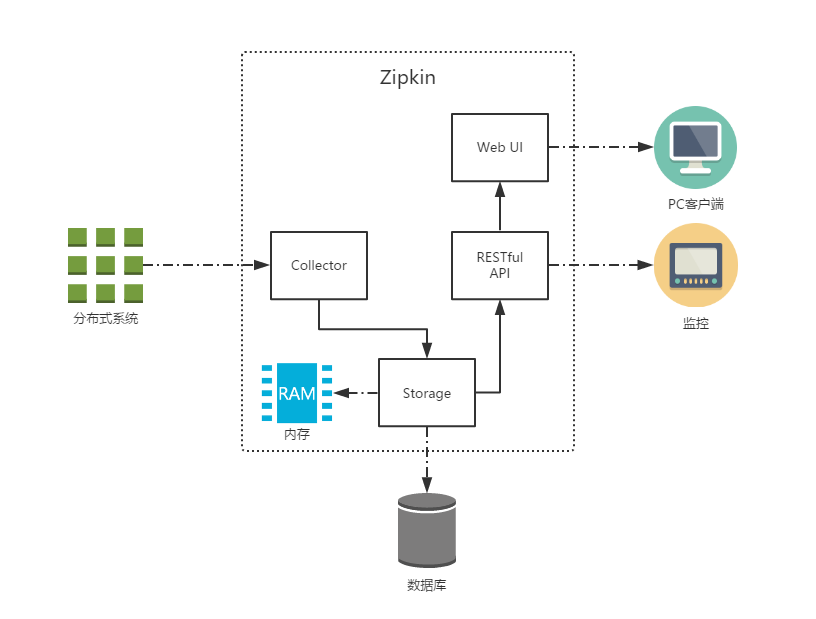 Zipkin
Web UI
PC客户端
Collector
RESTful
API
分布式系统
监控
RAM
Storage
内存
数据库